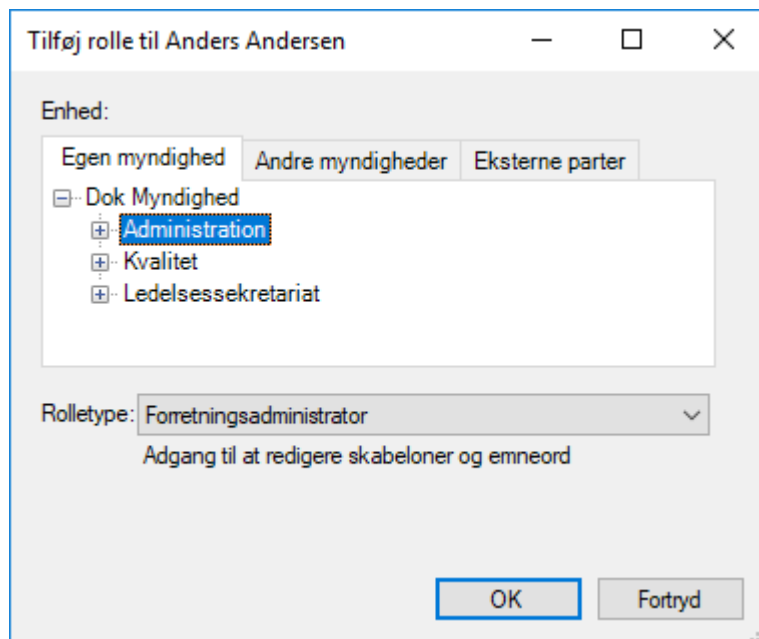 Tilføj rolle til Anders Andersen
Enhed:
Egen myndighed Andre myndigheder Eksterne parter
Dok Myndighed
Administration
Kvalitet
Ledelsessekretariat
Rolletype: Forretningsadministrator
Adgang til at redigere skabeloner og emneord
OK Fortryd